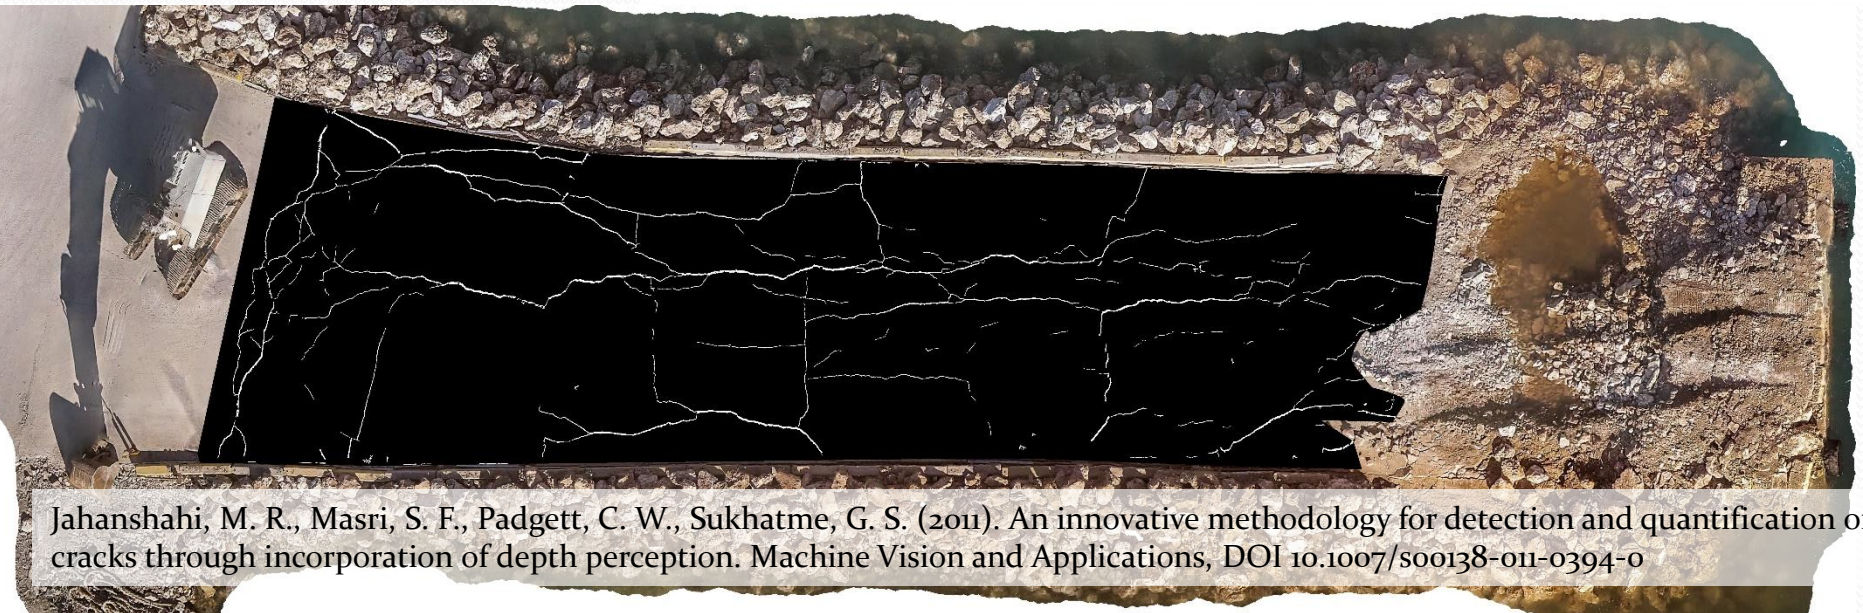 Jahanshahi, M. R., Masri, S. F., Padgett, C. W., Sukhatme, G. S. (2011). An innovative methodology for detection and quantification of
cracks through incorporation of depth perception. Machine Vision and Applications, DOI 10.1007/s00138-011-0394-0